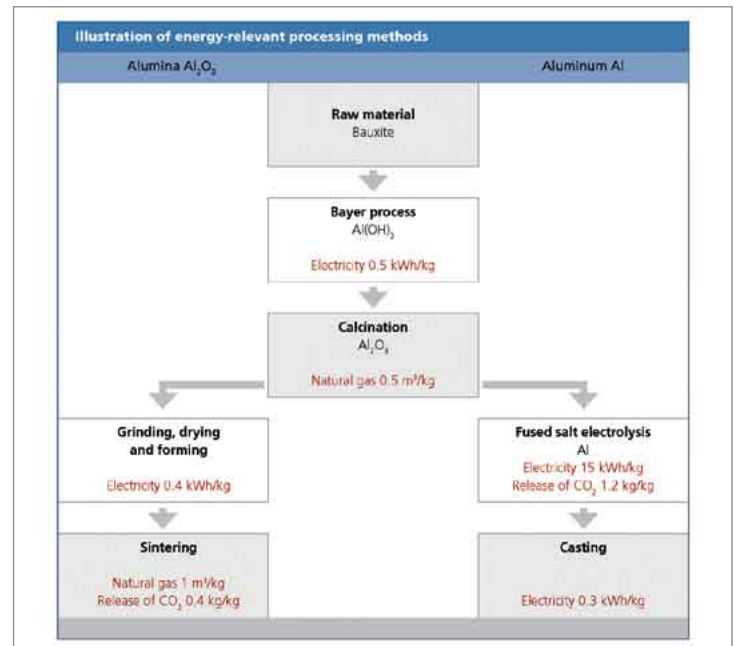 Illustration of energy-relevant processing methods
Alumina Al₂O₃
Aluminum Al
Raw material
Bauxite
Bayer process
Al(OH)₃
Electricity 0.5 kWh/kg
Calcination
Al₂O₃
Natural gas 0.5 m³/kg
Grinding, drying
and forming
Electricity 0.4 kWh/kg
Fused salt electrolysis
Al
Electricity 15 kWh/kg
Release of CO₂ 1.2 kg/kg
Sintering
Natural gas 1 m³/kg
Release of CO₂ 0.4 kg/kg
Casting
Electricity 0.3 kWh/kg